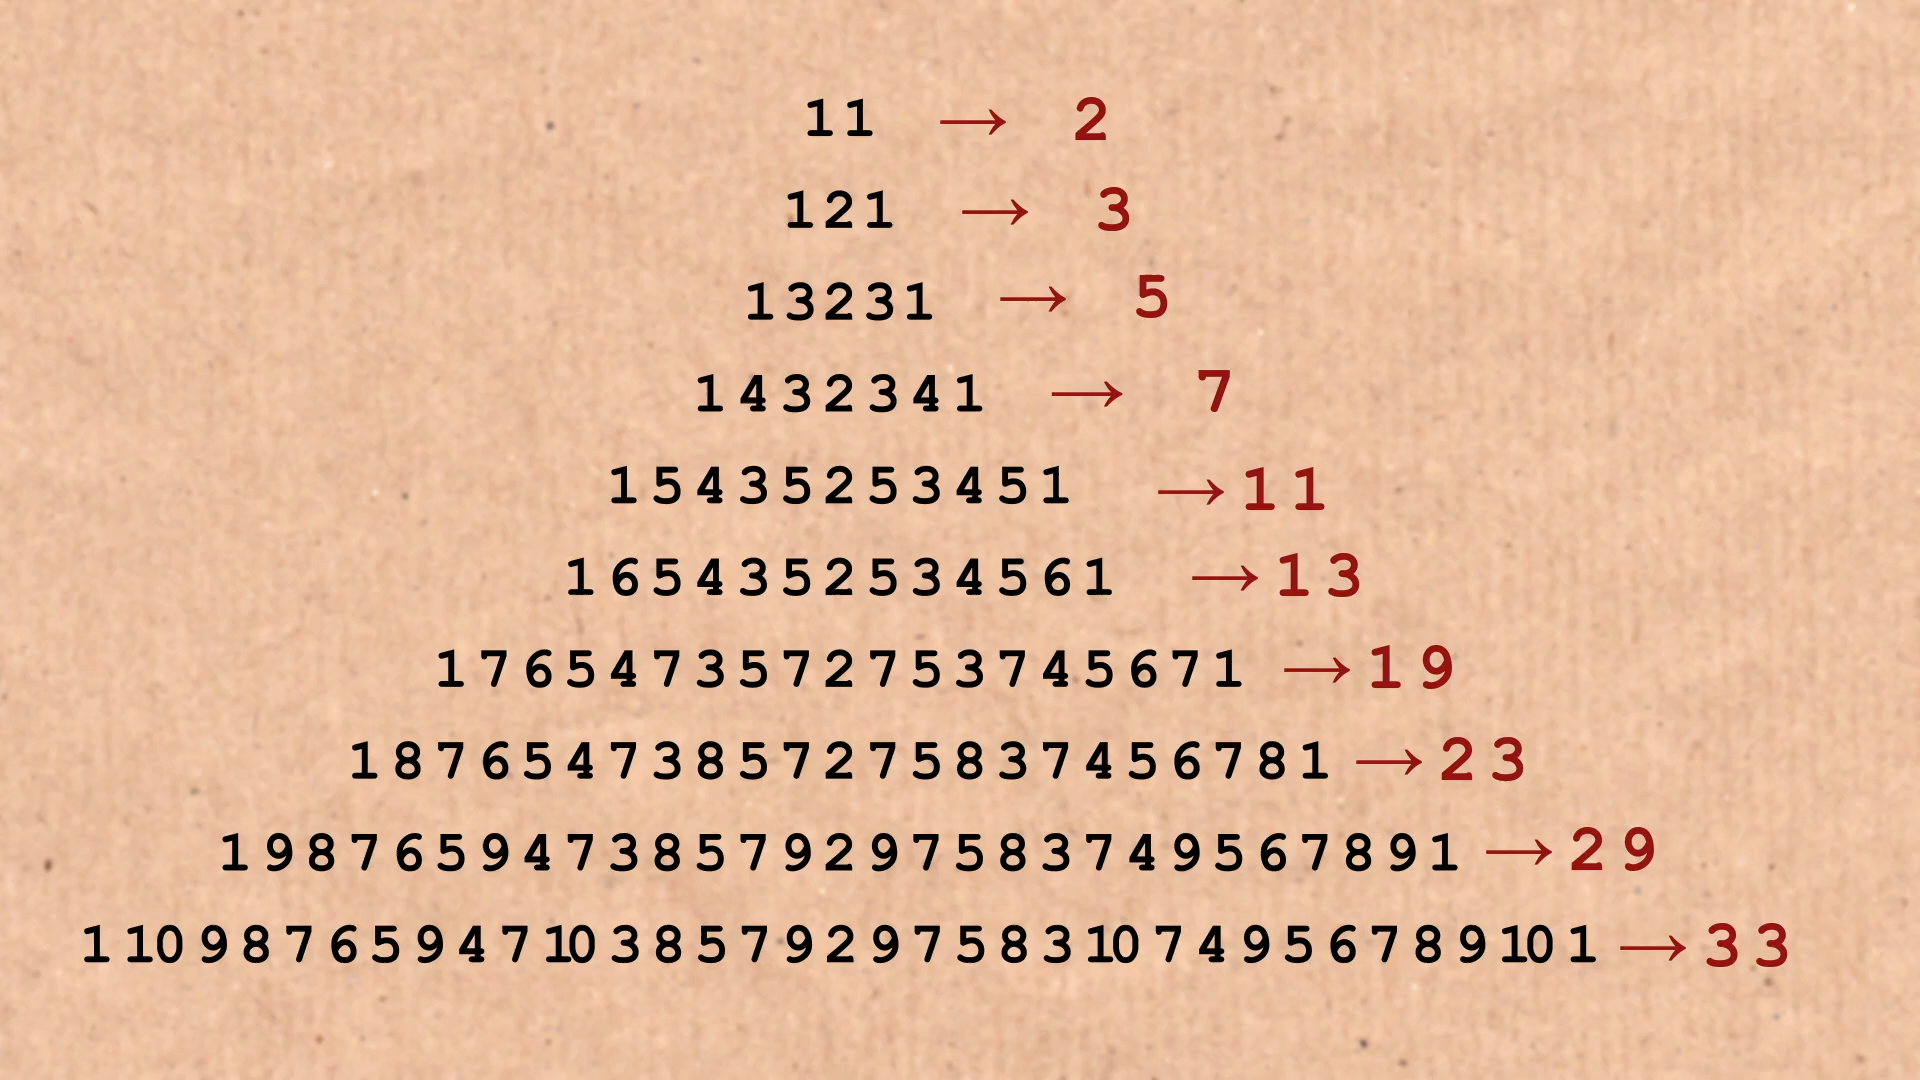 1 1 → 2
1 2 1 → 3
1 3 2 3 1 → 5
1 4 3 2 3 4 1 → 7
1 5 4 3 5 2 5 3 4 5 1 → 1 1
1 6 5 4 3 5 2 5 3 4 5 6 1 → 1 3
1 7 6 5 4 7 3 5 7 2 7 5 3 7 4 5 6 7 1 → 1 9
1 8 7 6 5 4 7 3 8 5 7 2 7 5 8 3 7 4 5 6 7 8 1 → 2 3
1 9 8 7 6 5 9 4 7 3 8 5 7 9 2 9 7 5 8 3 7 4 9 5 6 7 8 9 1 → 2 9
1 10 9 8 7 6 5 9 4 7 10 3 8 5 7 9 2 9 7 5 8 3 10 7 4 9 5 6 7 8 9 10 1 → 3 3